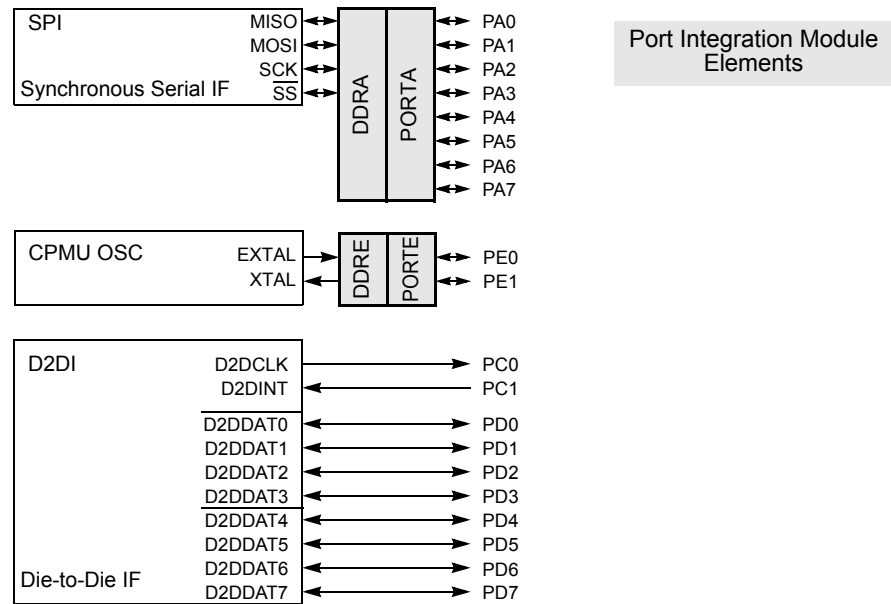 SPI MISO PA0
MOSI PA1
SCK PA2
Synchronous Serial IF SS PA3
DDRA PORTA
PA4
PA5
PA6
PA7
Port Integration Module
Elements
CPMU OSC EXTAL PE0
XTAL PE1
DDRE PORTE
D2DI D2DCLK PC0
D2DINT PC1
D2DDAT0 PD0
D2DDAT1 PD1
D2DDAT2 PD2
D2DDAT3 PD3
D2DDAT4 PD4
D2DDAT5 PD5
D2DDAT6 PD6
Die-to-Die IF D2DDAT7 PD7